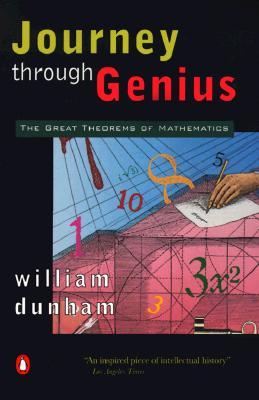 Journey
through Genius
THE GREAT THEOREMS OF MATHEMATICS
5
(√x)
10
1
3x²
3
william
dunham
"An inspired piece of intellectual history"
Los Angeles Times